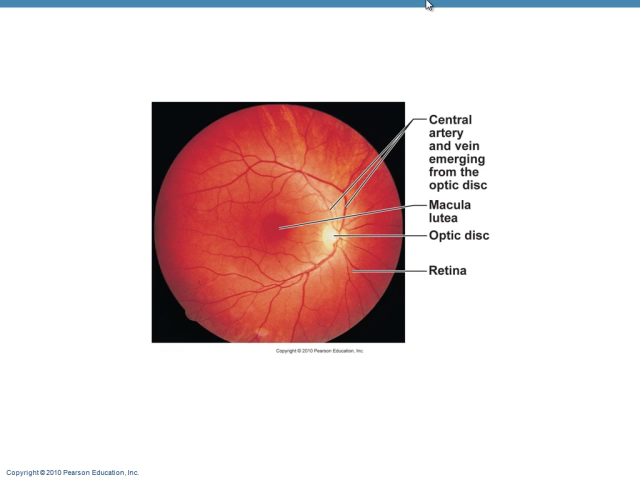 Central
artery
and vein
emerging
from the
optic disc
Macula
lutea
Optic disc
Retina
Copyright © 2010 Pearson Education, Inc.
Copyright © 2010 Pearson Education, Inc.